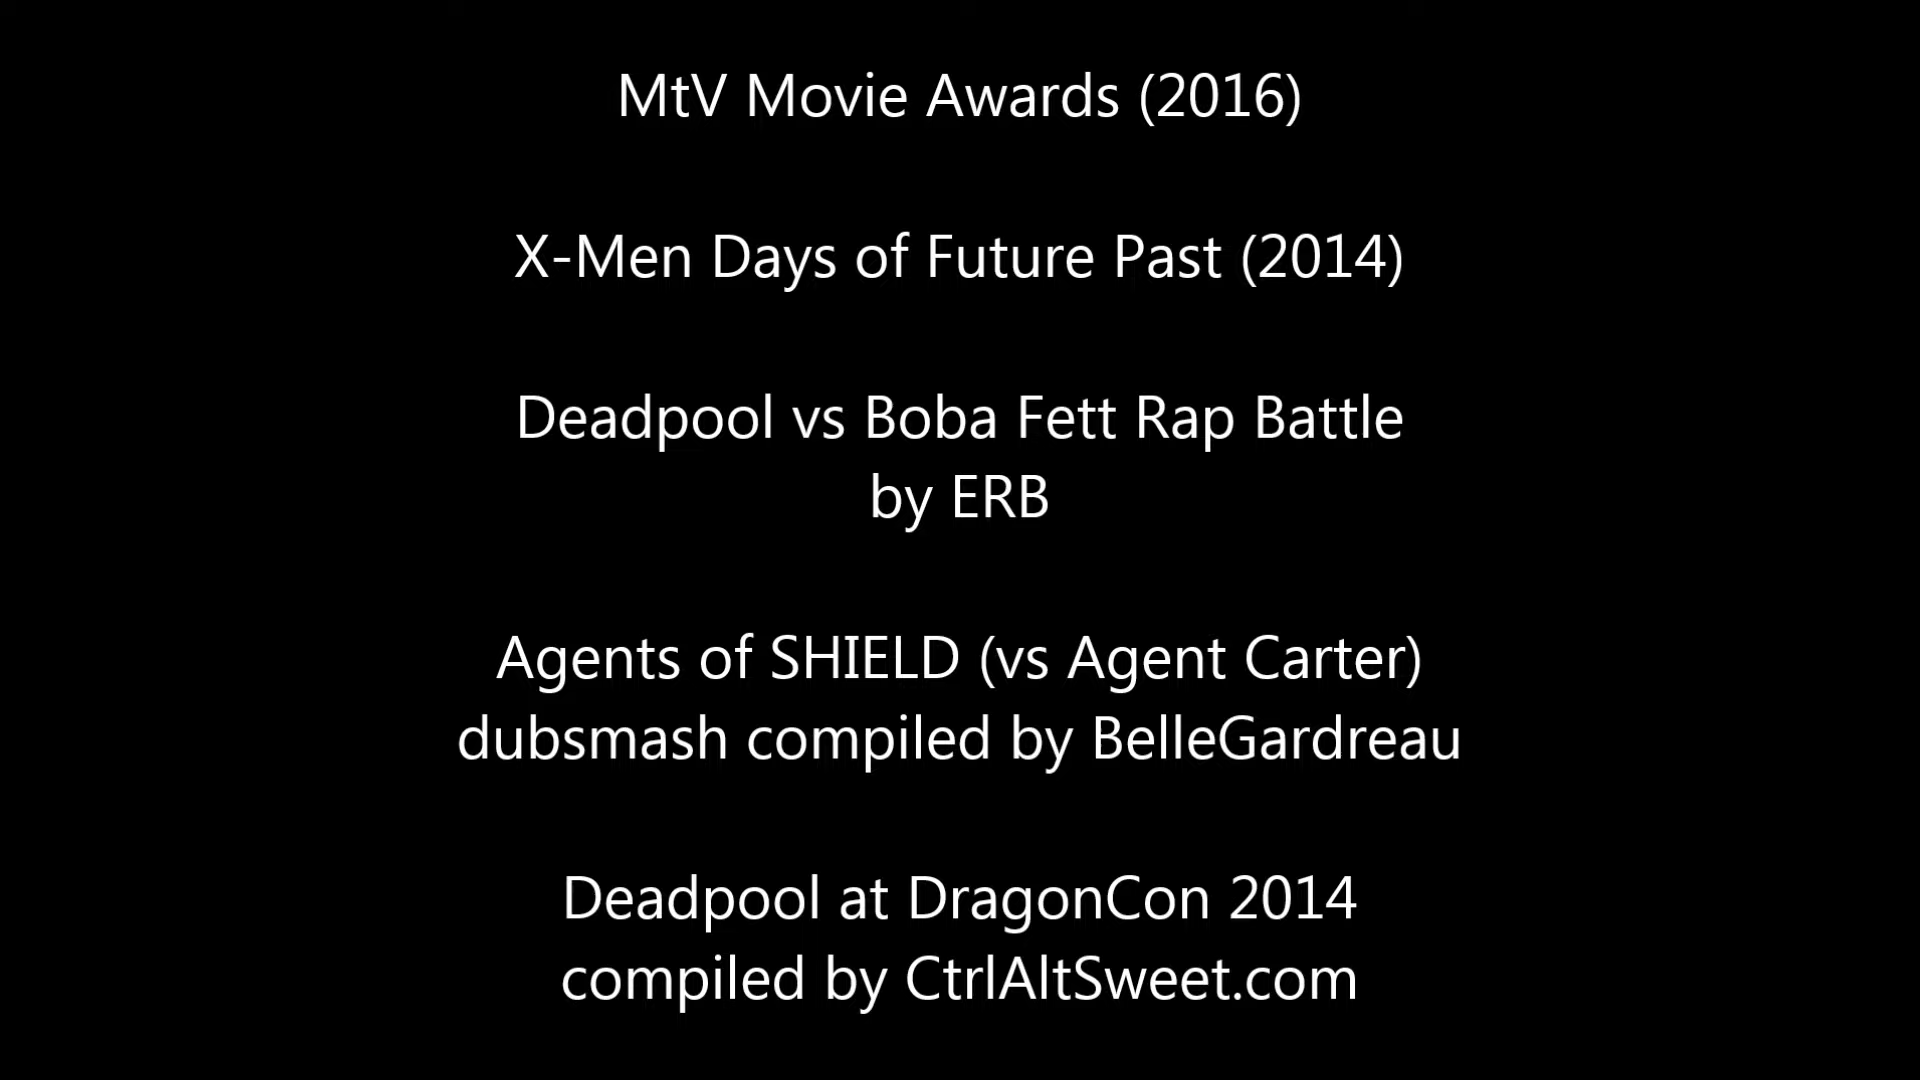 MtV Movie Awards (2016)
X-Men Days of Future Past (2014)
Deadpool vs Boba Fett Rap Battle
by ERB
Agents of SHIELD (vs Agent Carter)
dubsmash compiled by BelleGardreau
Deadpool at DragonCon 2014
compiled by CtrlAltSweet.com